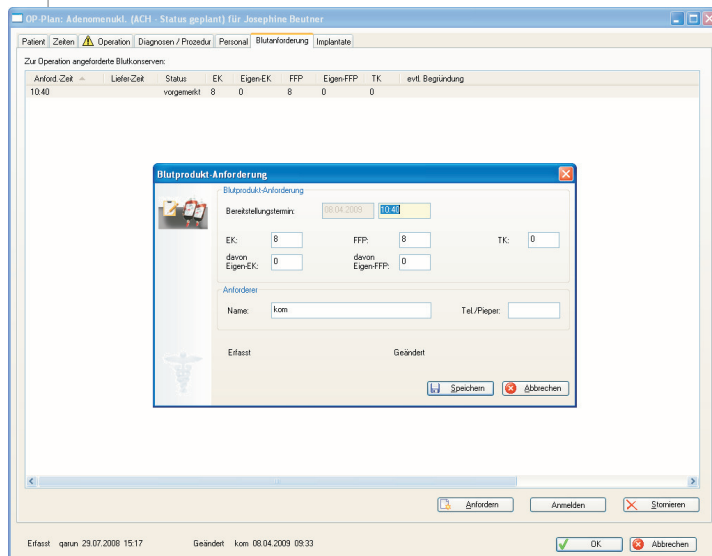 OP-Plan: Adenomenukl. (ACH - Status geplant) für Josephine Beutner
Patient Zeiten Operation Diagnosen / Prozedur Personal Blutanforderung Implantate
Zur Operation angeforderte Blutkonserven:
Anford.-Zeit Liefer-Zeit Status EK Eigen-EK FFP Eigen-FFP TK evtl. Begründung
10:40 vorgemerkt 8 0 8 0 0
Blutprodukt-Anforderung
Blutprodukt-Anforderung
Bereitstellungstermin: 08.04.2009 10:40
EK: 8 FFP: 8 TK: 0
davon Eigen-EK: 0 davon Eigen-FFP: 0
Anforderer
Name: kom Tel./Pieper:
Erfasst Geändert
Speichern Abbrechen
Anfordern Anmelden Stornieren
Erfasst garun 29.07.2008 15:17 Geändert kom 08.04.2009 09:33
OK Abbrechen